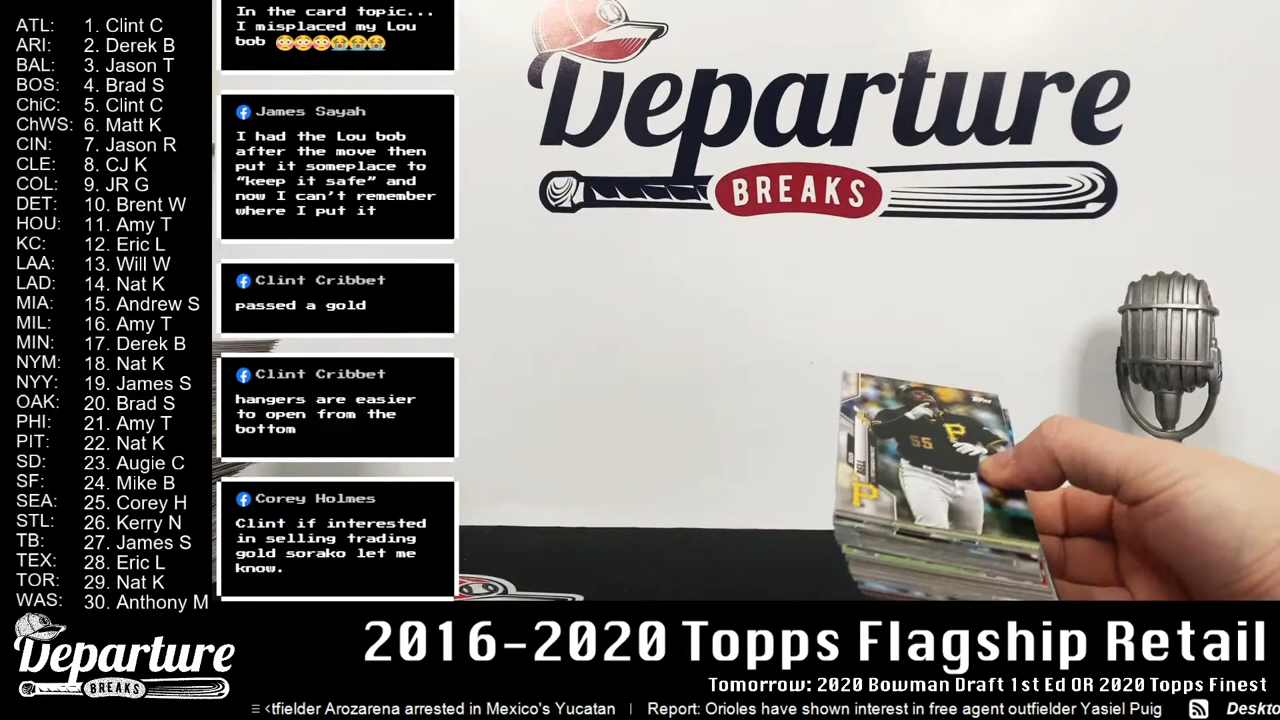 ATL: 1. Clint C
ARI: 2. Derek B
BAL: 3. Jason T
BOS: 4. Brad S
ChiC: 5. Clint C
ChWS: 6. Matt K
CIN: 7. Jason R
CLE: 8. CJ K
COL: 9. JR G
DET: 10. Brent W
HOU: 11. Amy T
KC: 12. Eric L
LAA: 13. Will W
LAD: 14. Nat K
MIA: 15. Andrew S
MIL: 16. Amy T
MIN: 17. Derek B
NYM: 18. Nat K
NYY: 19. James S
OAK: 20. Brad S
PHI: 21. Amy T
PIT: 22. Nat K
SD: 23. Augie C
SF: 24. Mike B
SEA: 25. Corey H
STL: 26. Kerry N
TB: 27. James S
TEX: 28. Eric L
TOR: 29. Nat K
WAS: 30. Anthony M
In the card topic...
I misplaced my Lou
bob 😳😳😳😭😭😭
James Sayah
I had the Lou bob
after the move then
put it someplace to
“keep it safe” and
now I can’t remember
where I put it
Clint Cribbet
passed a gold
Clint Cribbet
hangers are easier
to open from the
bottom
Corey Holmes
Clint if interested
in selling trading
gold sorako let me
know.
Departure
BREAKS
Topps
P
55
BELL
P
Departure
BREAKS
2016-2020 Topps Flagship Retail
Tomorrow: 2020 Bowman Draft 1st Ed OR 2020 Topps Finest
tfielder Arozarena arrested in Mexico's Yucatan | Report: Orioles have shown interest in free agent outfielder Yasiel Puig Deskto